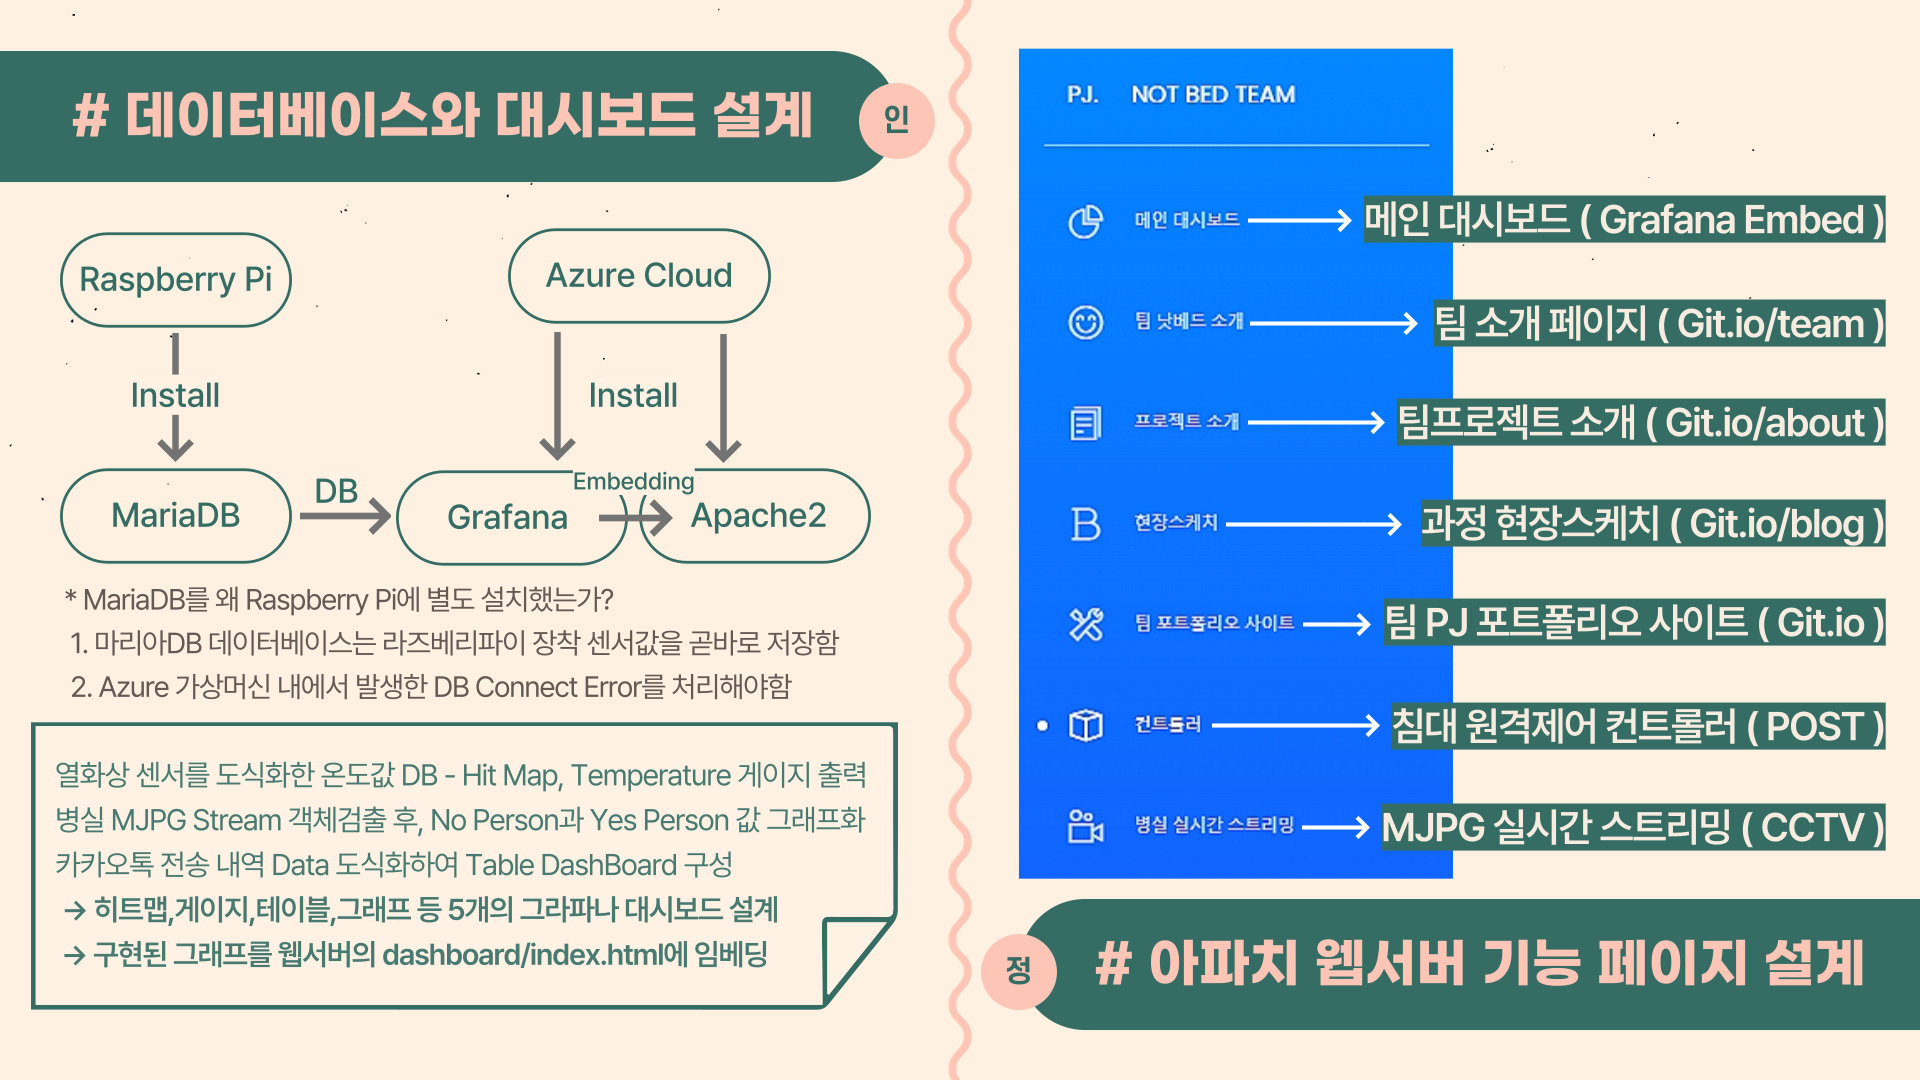 # 데이터베이스와 대시보드 설계
인
Raspberry Pi
Azure Cloud
Install
Install
MariaDB
DB
Grafana
Embedding
Apache2
* MariaDB를 왜 Raspberry Pi에 별도 설치했는가?
1. 마리아DB 데이터베이스는 라즈베리파이 장착 센서값을 곧바로 저장함
2. Azure 가상머신 내에서 발생한 DB Connect Error를 처리해야함
열화상 센서를 도식화한 온도값 DB - Hit Map, Temperature 게이지 출력
병실 MJPG Stream 객체검출 후, No Person과 Yes Person 값 그래프화
카카오톡 전송 내역 Data 도식화하여 Table DashBoard 구성
→ 히트맵,게이지,테이블,그래프 등 5개의 그라파나 대시보드 설계
→ 구현된 그래프를 웹서버의 dashboard/index.html에 임베딩
PJ. NOT BED TEAM
메인 대시보드 → 메인 대시보드 ( Grafana Embed )
팀 낫베드 소개 → 팀 소개 페이지 ( Git.io/team )
프로젝트 소개 → 팀프로젝트 소개 ( Git.io/about )
현장스케치 → 과정 현장스케치 ( Git.io/blog )
팀 포트폴리오 사이트 → 팀 PJ 포트폴리오 사이트 ( Git.io )
컨트롤러 → 침대 원격제어 컨트롤러 ( POST )
병실 실시간 스트리밍 → MJPG 실시간 스트리밍 ( CCTV )
정
# 아파치 웹서버 기능 페이지 설계